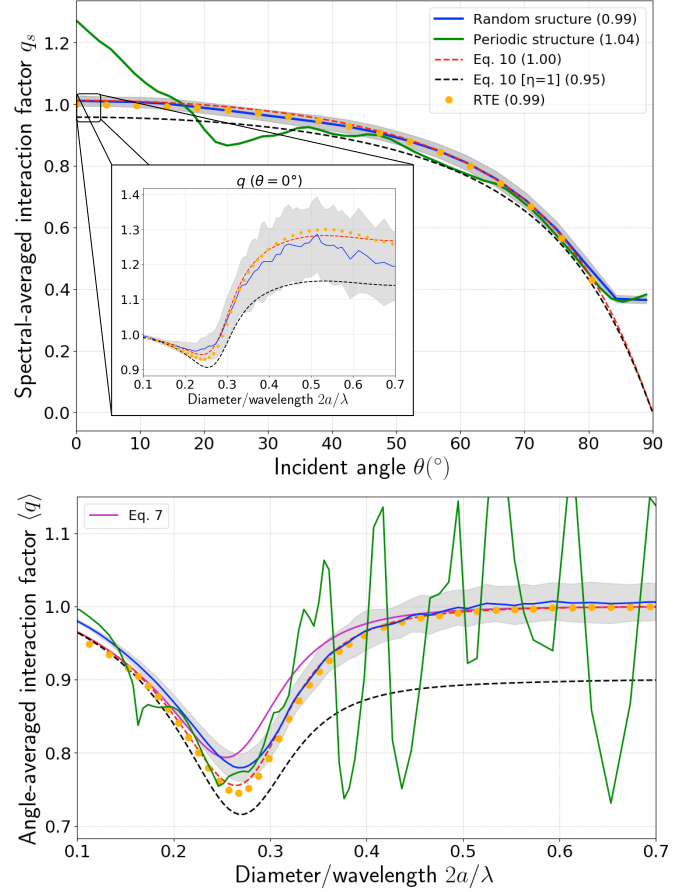 Spectral-averaged interaction factor q_s
1.2
1.0
0.8
0.6
0.4
0.2
0.0
Random sructure (0.99)
Periodic structure (1.04)
Eq. 10 (1.00)
Eq. 10 [η=1] (0.95)
RTE (0.99)
q (θ = 0°)
1.4
1.3
1.2
1.1
1.0
0.9
0.1 0.2 0.3 0.4 0.5 0.6 0.7
Diameter/wavelength 2a/λ
0 10 20 30 40 50 60 70 80 90
Incident angle θ(°)
Angle-averaged interaction factor ⟨q⟩
Eq. 7
1.1
1.0
0.9
0.8
0.7
0.1 0.2 0.3 0.4 0.5 0.6 0.7
Diameter/wavelength 2a/λ